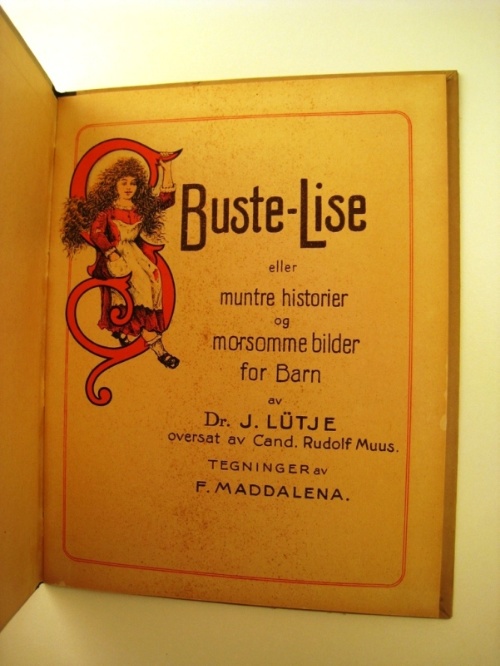 Buste-Lise
eller
muntre historier
og
morsomme bilder
for Barn
av
Dr. J. LÜTJE
oversat av Cand. Rudolf Muus.
TEGNINGER av
F. MADDALENA.